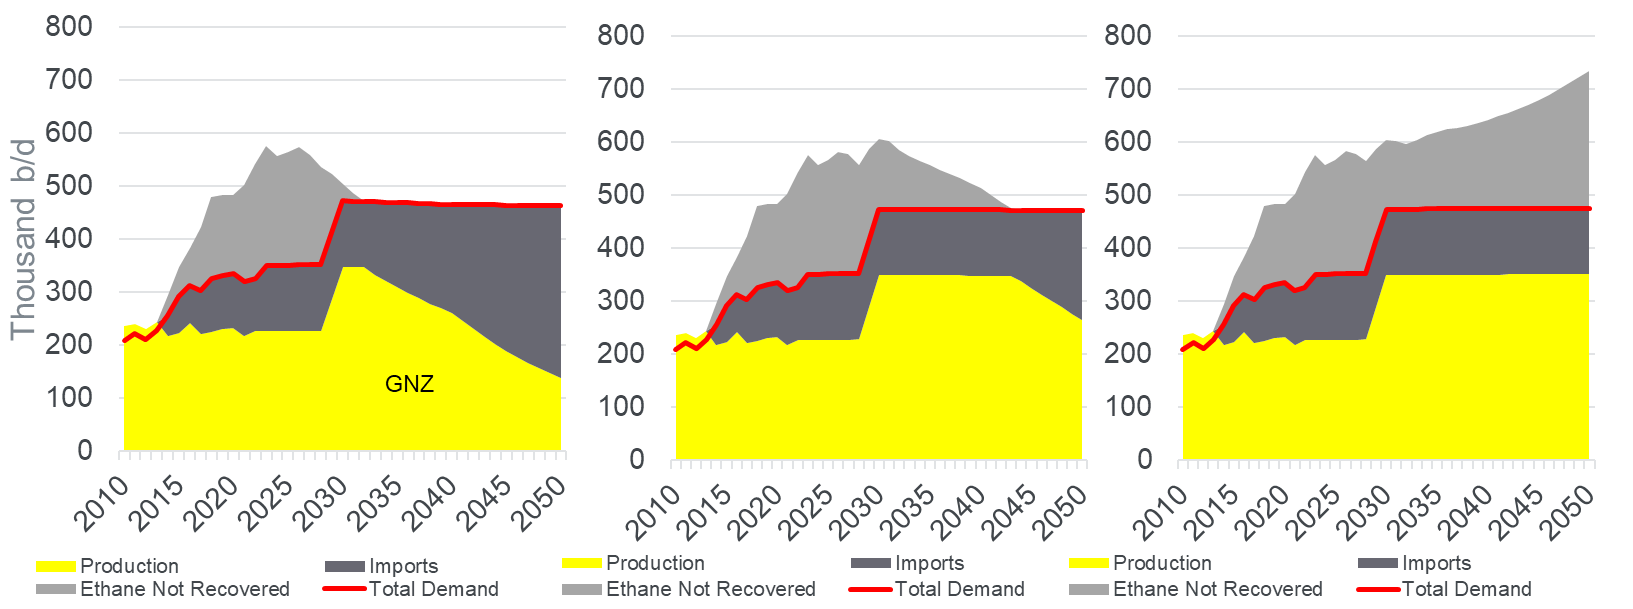 Thousand b/d
800
700
600
500
400
300
200
100
0
2010 2015 2020 2025 2030 2035 2040 2045 2050
GNZ
Production Imports
Ethane Not Recovered Total Demand
800
700
600
500
400
300
200
100
0
2010 2015 2020 2025 2030 2035 2040 2045 2050
Production Imports
Ethane Not Recovered Total Demand
800
700
600
500
400
300
200
100
0
2010 2015 2020 2025 2030 2035 2040 2045 2050
Production Imports
Ethane Not Recovered Total Demand